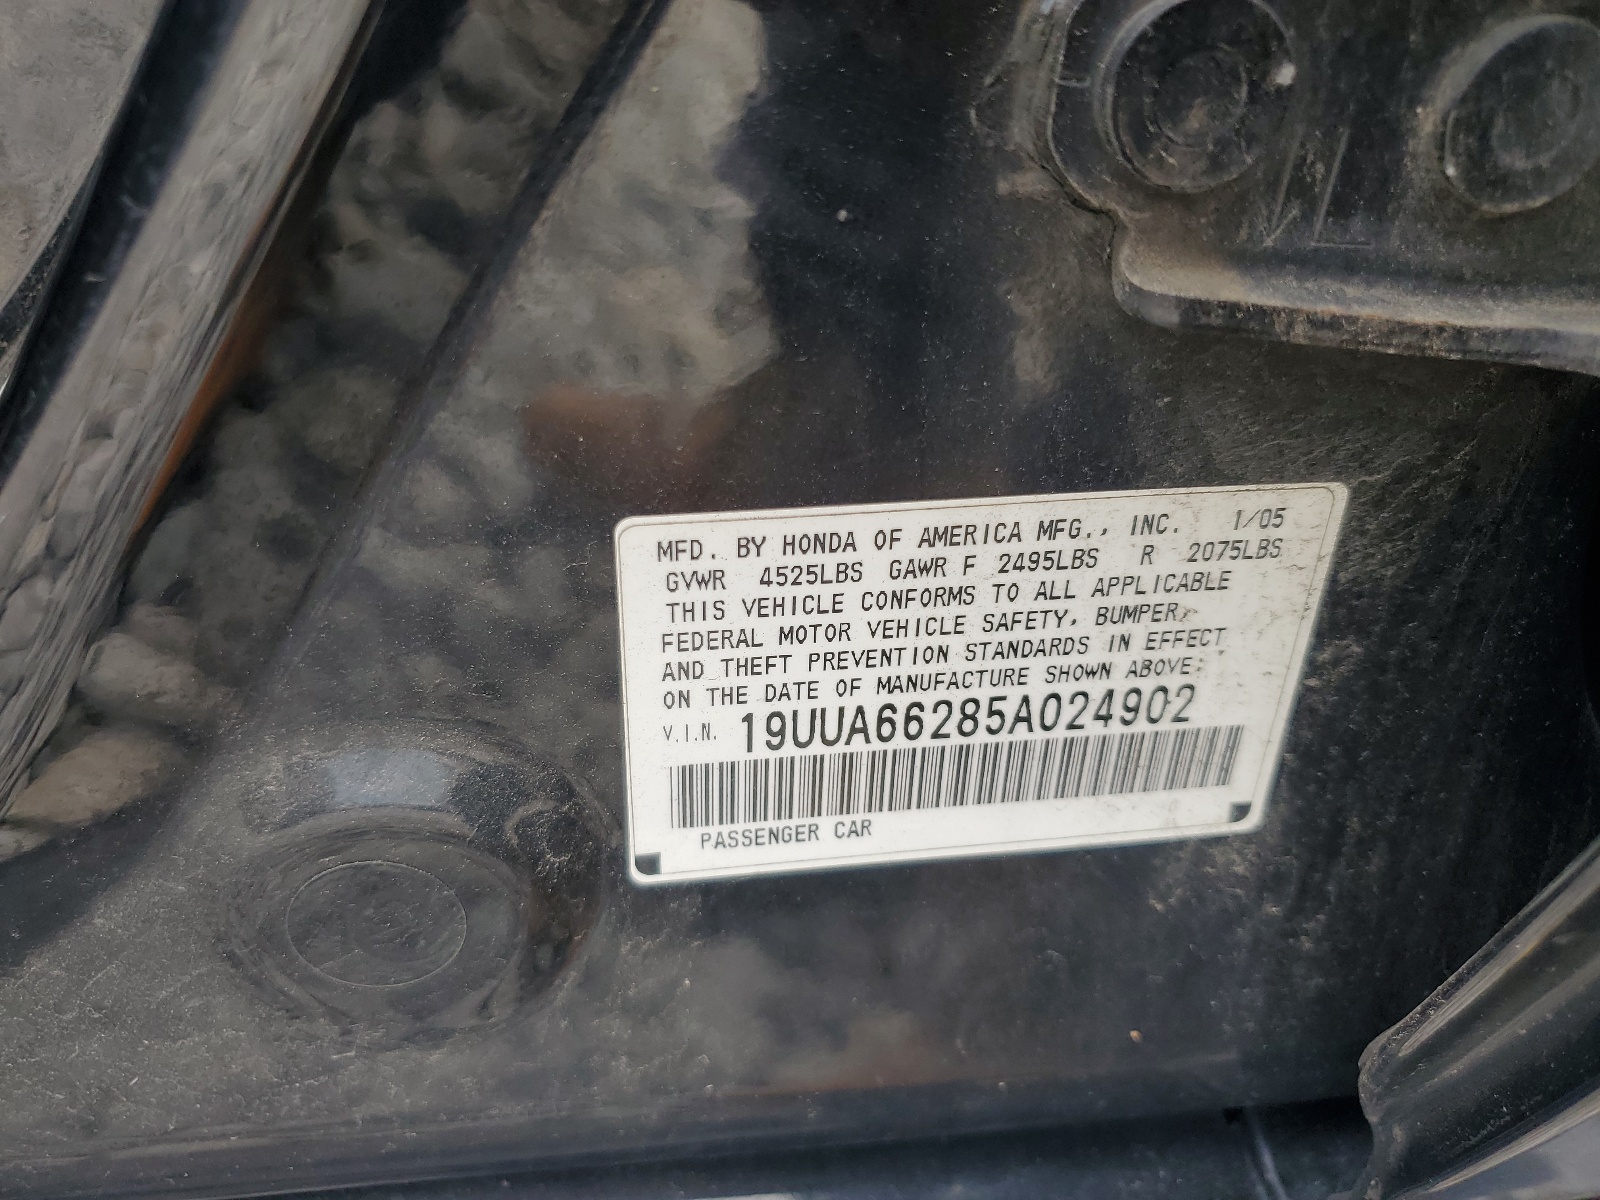 MFD. BY HONDA OF AMERICA MFG., INC. 1/05
GVWR 4525LBS GAWR F 2495LBS R 2075LBS
THIS VEHICLE CONFORMS TO ALL APPLICABLE
FEDERAL MOTOR VEHICLE SAFETY, BUMPER,
AND THEFT PREVENTION STANDARDS IN EFFECT
ON THE DATE OF MANUFACTURE SHOWN ABOVE.
V.I.N. 19UUA66285A024902
PASSENGER CAR